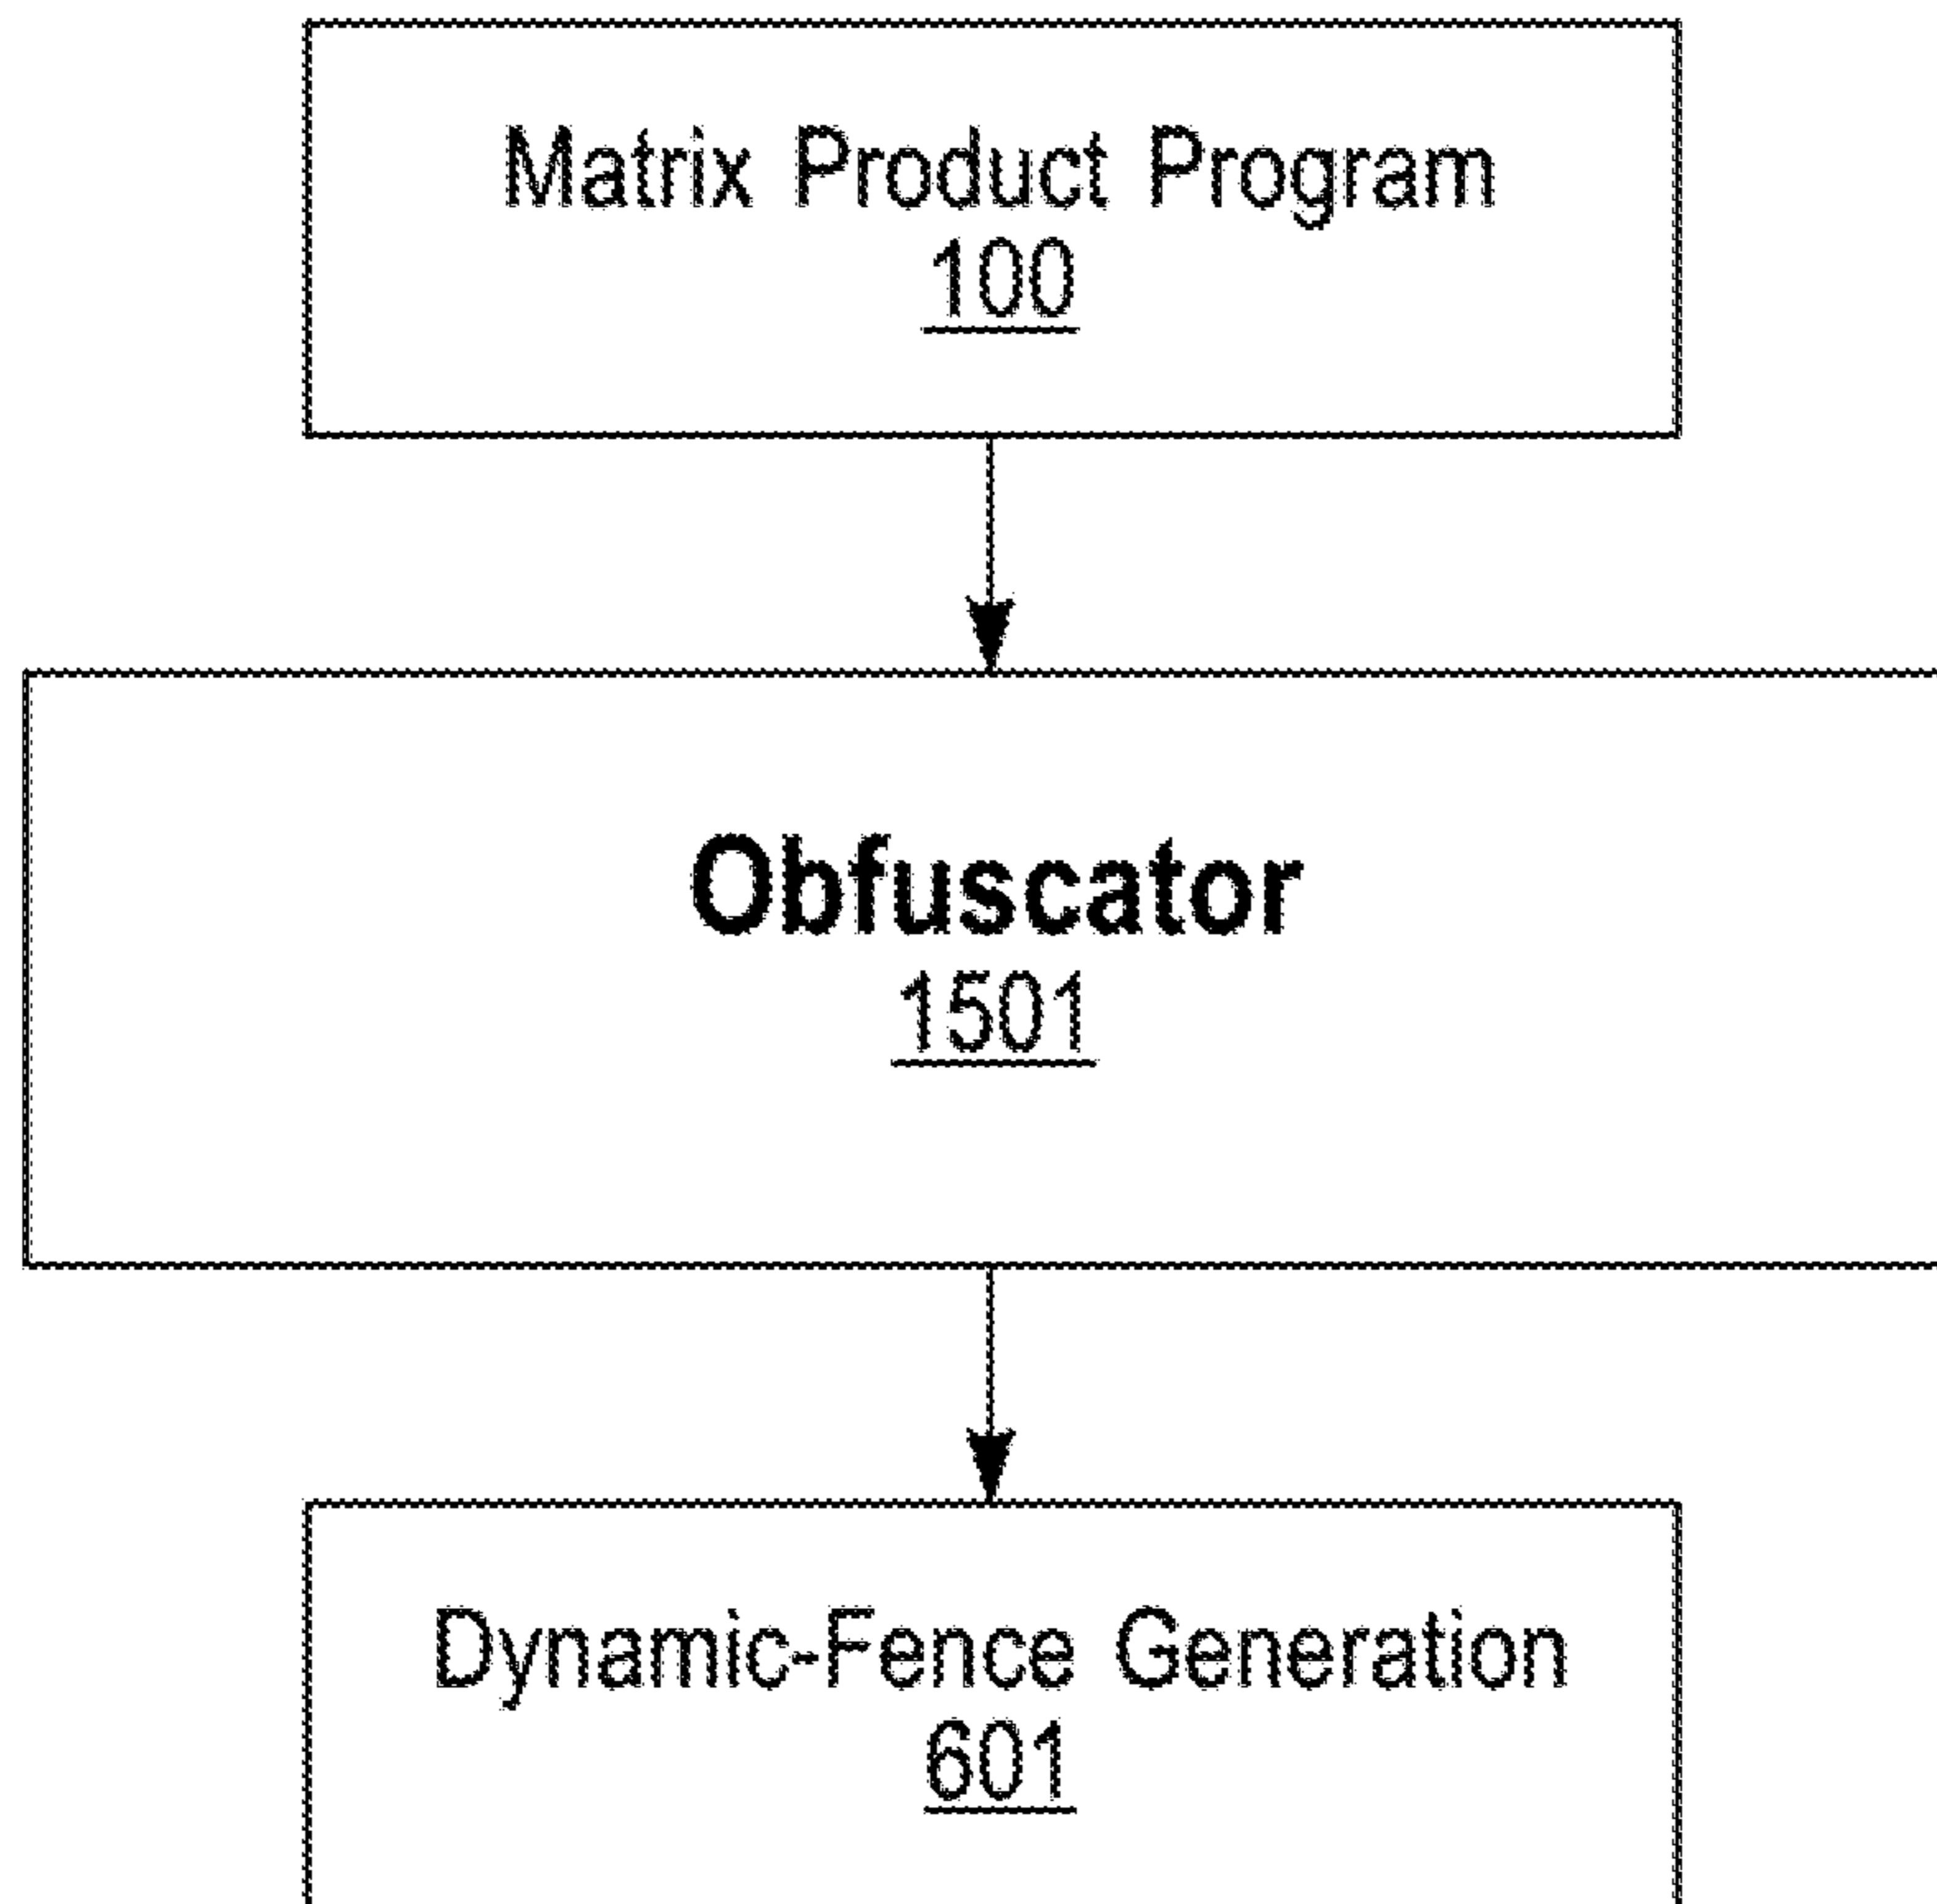 Matrix Product Program
100
Obfuscator
1501
Dynamic-Fence Generation
601